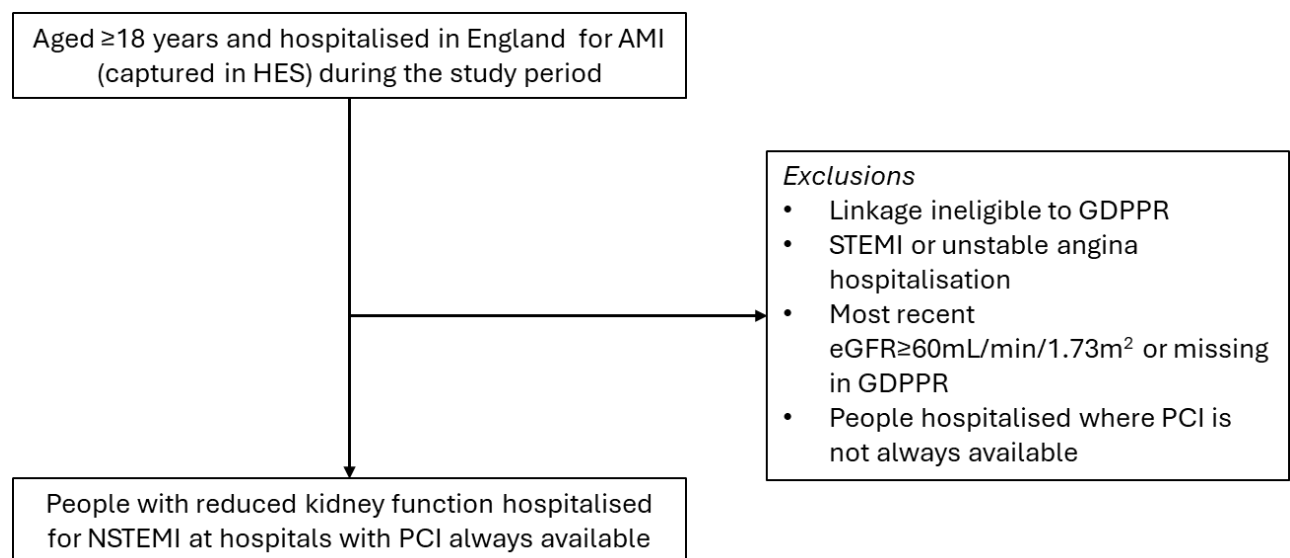 Aged ≥18 years and hospitalised in England for AMI
(captured in HES) during the study period
Exclusions
• Linkage ineligible to GDPPR
• STEMI or unstable angina
hospitalisation
• Most recent
eGFR≥60mL/min/1.73m² or missing
in GDPPR
• People hospitalised where PCI is
not always available
People with reduced kidney function hospitalised
for NSTEMI at hospitals with PCI always available